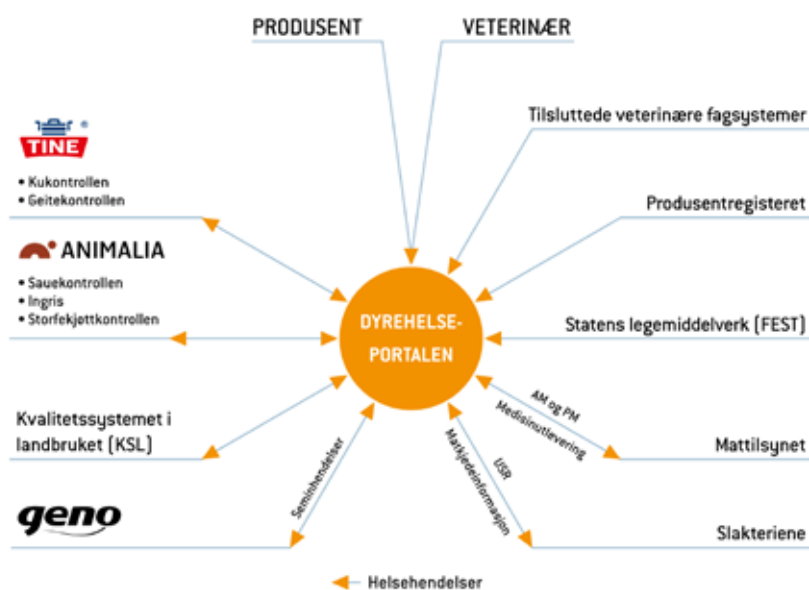 PRODUSENT
VETERINÆR
TINE
®
• Kukontrollen
• Geitekontrollen
ANIMALIA
• Sauekontrollen
• Ingris
• Storfekjøttkontrollen
Kvalitetssystemet i
landbruket (KSL)
geno
DYREHELSE-
PORTALEN
Tilsluttede veterinære fagsystemer
Produsentregisteret
Statens legemiddelverk (FEST)
AM og PM
Medisinutlevering
Mattilsynet
USR
Matkjedeinformasjon
Slakteriene
Seminhendelser
Helsehendelser